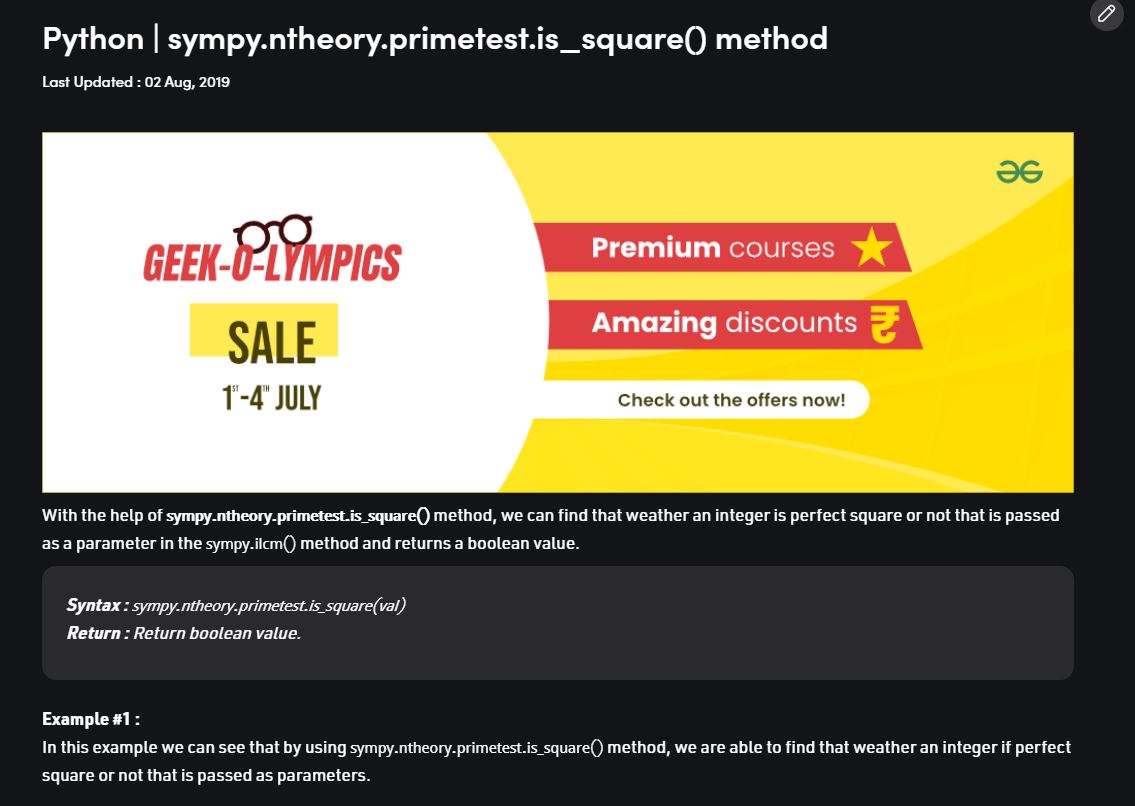 Python | sympy.ntheory.primetest.is_square() method
Last Updated : 02 Aug, 2019
GEEK-O-LYMPICS
SALE
1ST-4TH JULY
Premium courses
Amazing discounts ₹
Check out the offers now!
With the help of sympy.ntheory.primetest.is_square() method, we can find that weather an integer is perfect square or not that is passed
as a parameter in the sympy.ilcm() method and returns a boolean value.
Syntax : sympy.ntheory.primetest.is_square(val)
Return : Return boolean value.
Example #1 :
In this example we can see that by using sympy.ntheory.primetest.is_square() method, we are able to find that weather an integer if perfect
square or not that is passed as parameters.